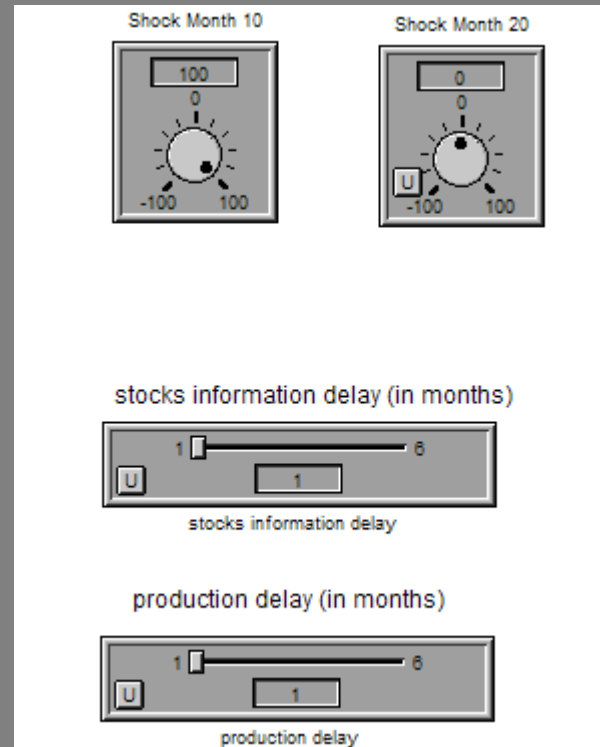 Shock Month 10
100
0
-100 100
Shock Month 20
0
0
U
-100 100
stocks information delay (in months)
1 6
U
1
stocks information delay
production delay (in months)
1 6
U
1
production delay